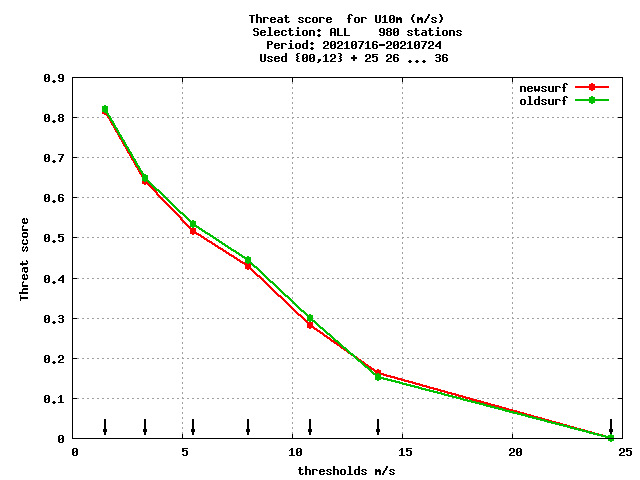 Threat score  for U10m (m/s)
Selection: ALL    980 stations
Period: 20210716-20210724
Used {00,12} + 25 26 ... 36
newsurf
oldsurf
Threat score
0.9
0.8
0.7
0.6
0.5
0.4
0.3
0.2
0.1
0
0 5 10 15 20 25
thresholds m/s